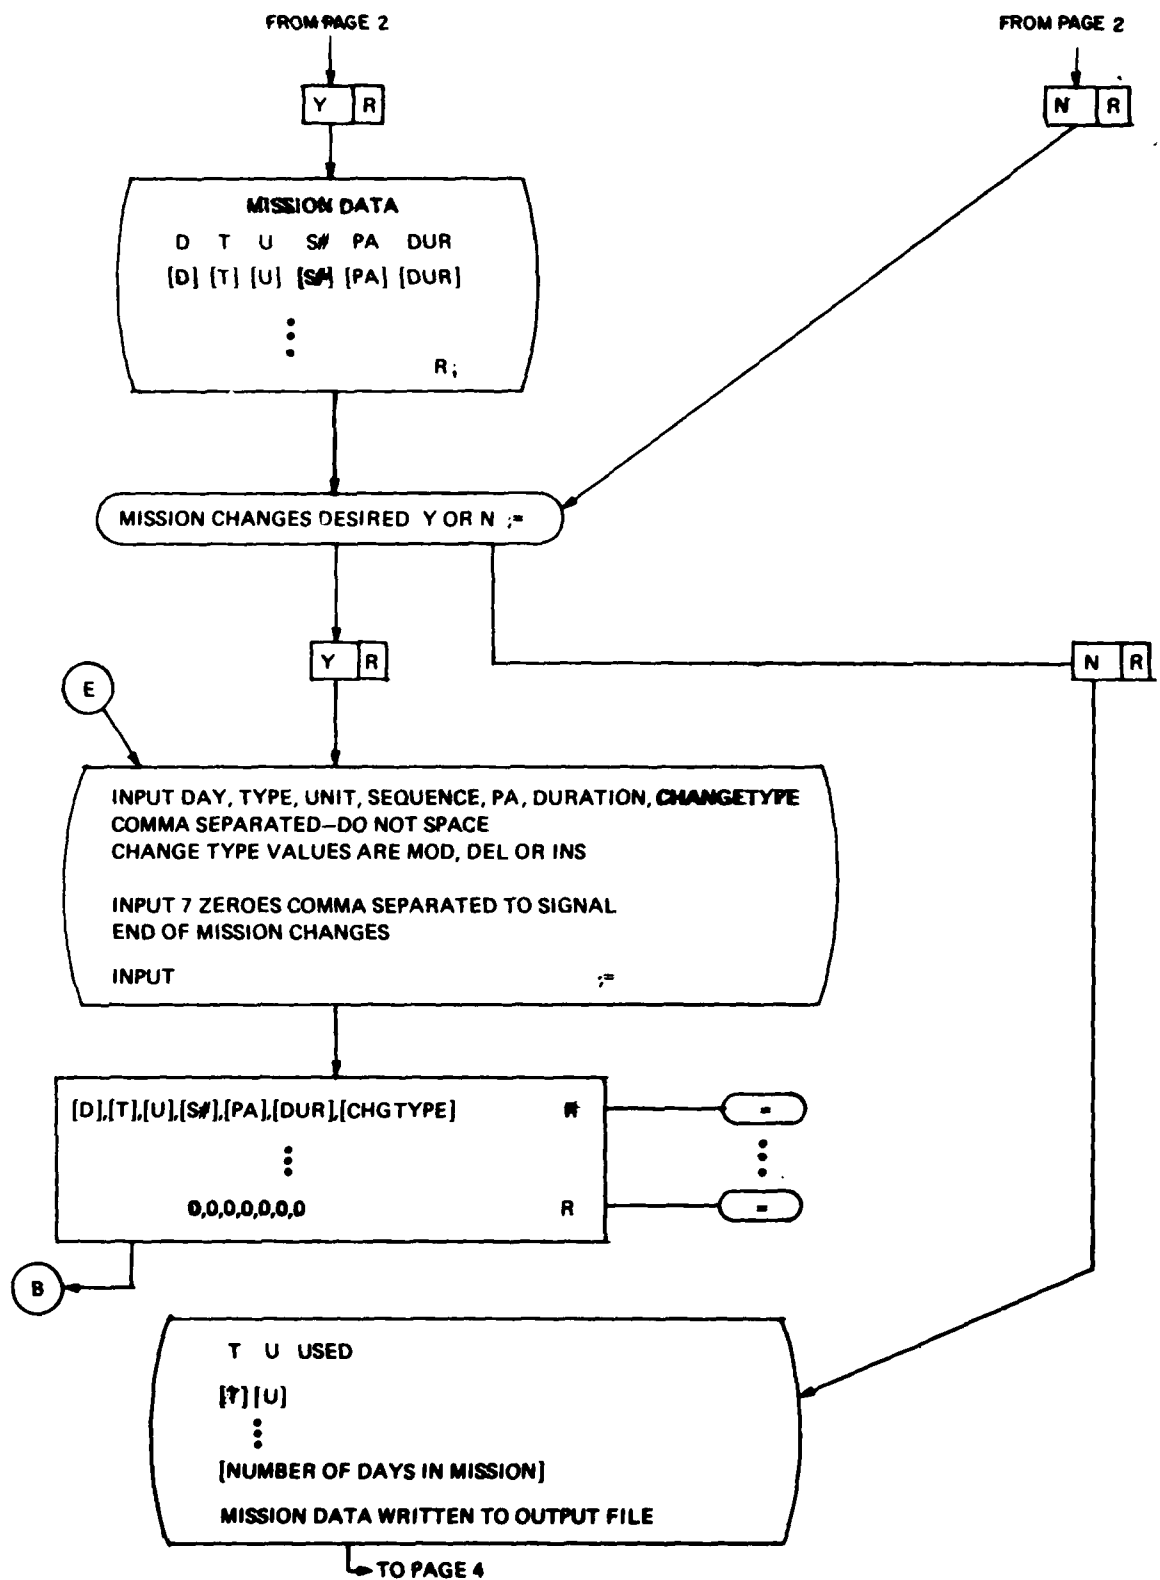 FROM PAGE 2
FROM PAGE 2
Y R
N R
MISSION DATA
D T U S# PA DUR
[D] [T] [U] [S#] [PA] [DUR]
R;
MISSION CHANGES DESIRED Y OR N ;=
Y R
N R
E
INPUT DAY, TYPE, UNIT, SEQUENCE, PA, DURATION, CHANGETYPE
COMMA SEPARATED—DO NOT SPACE
CHANGE TYPE VALUES ARE MOD, DEL OR INS
INPUT 7 ZEROES COMMA SEPARATED TO SIGNAL
END OF MISSION CHANGES
INPUT ;=
[D],[T],[U],[S#],[PA],[DUR],[CHGTYPE] R =
0,0,0,0,0,0,0 R =
B
T U USED
[T] [U]
[NUMBER OF DAYS IN MISSION]
MISSION DATA WRITTEN TO OUTPUT FILE
TO PAGE 4